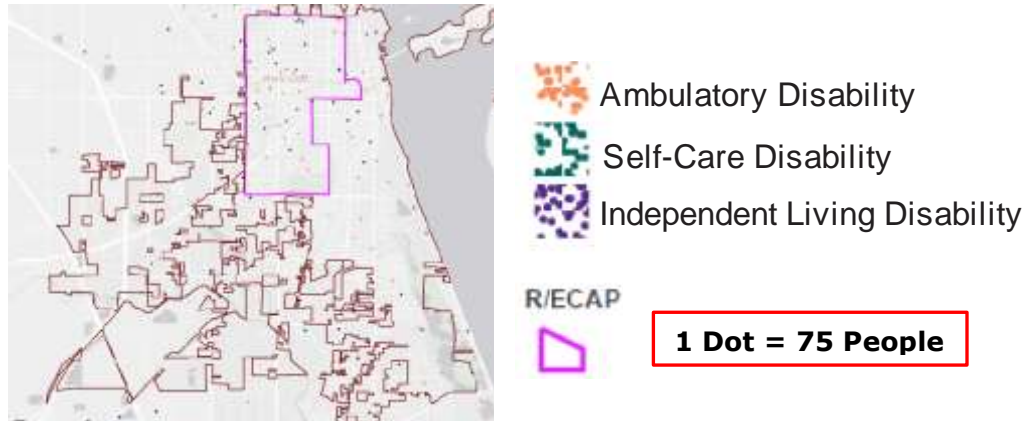 Ambulatory Disability
Self-Care Disability
Independent Living Disability
R/ECAP
1 Dot = 75 People